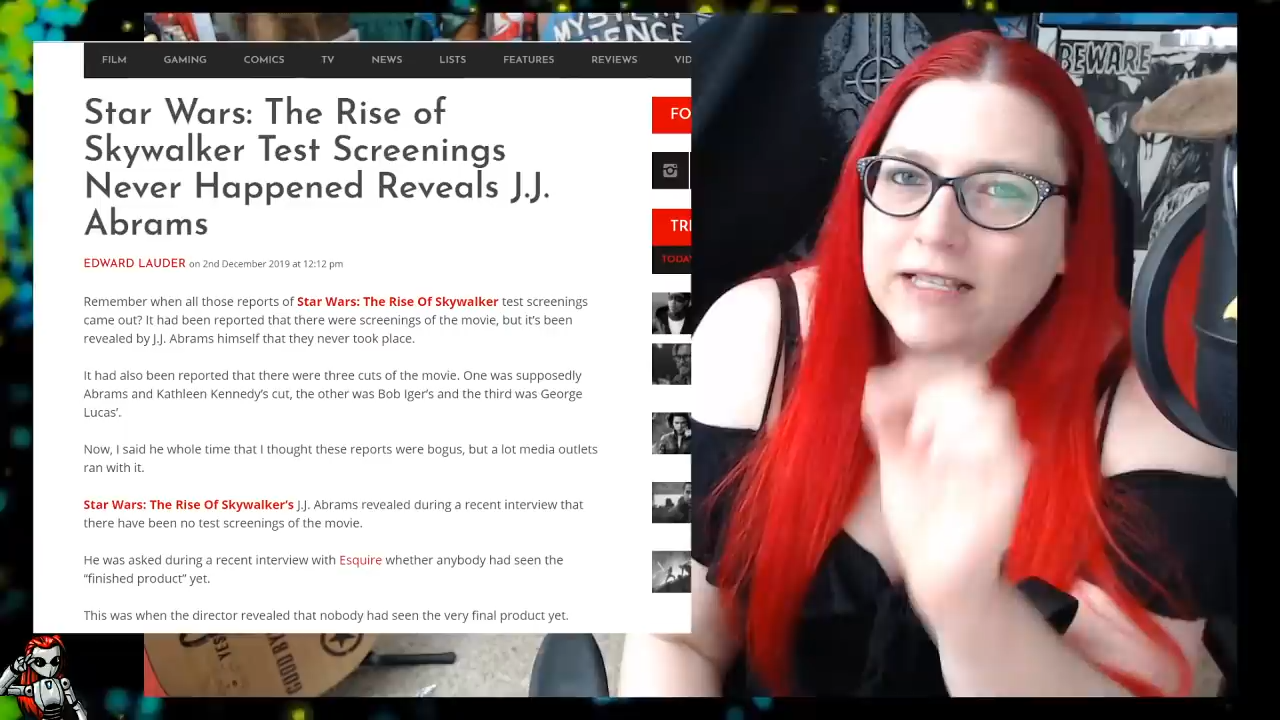 MYSTERY
SCIENCE
BEWARE
FILM GAMING COMICS TV NEWS LISTS FEATURES REVIEWS VID
Star Wars: The Rise of
Skywalker Test Screenings
Never Happened Reveals J.J.
Abrams
EDWARD LAUDER on 2nd December 2019 at 12:12 pm
Remember when all those reports of Star Wars: The Rise Of Skywalker test screenings
came out? It had been reported that there were screenings of the movie, but it’s been
revealed by J.J. Abrams himself that they never took place.
It had also been reported that there were three cuts of the movie. One was supposedly
Abrams and Kathleen Kennedy’s cut, the other was Bob Iger’s and the third was George
Lucas’.
Now, I said he whole time that I thought these reports were bogus, but a lot media outlets
ran with it.
Star Wars: The Rise Of Skywalker’s J.J. Abrams revealed during a recent interview that
there have been no test screenings of the movie.
He was asked during a recent interview with Esquire whether anybody had seen the
“finished product” yet.
This was when the director revealed that nobody had seen the very final product yet.
FO
TRE
TODAY
YES
GOOD BY